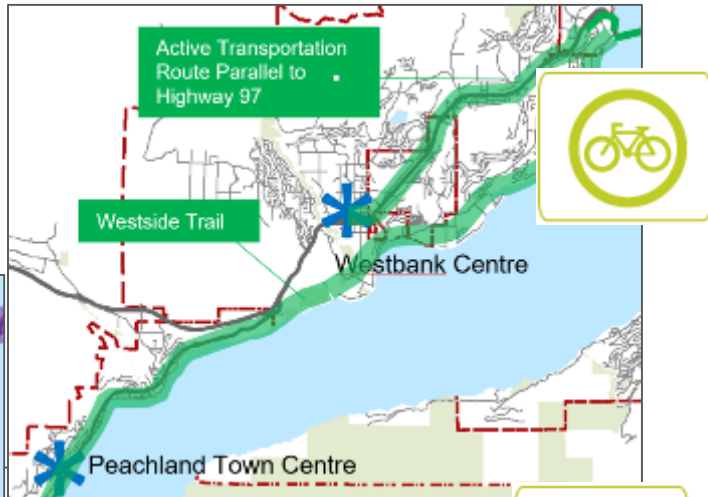 Active Transportation
Route Parallel to
Highway 97
Westside Trail
Westbank Centre
Peachland Town Centre